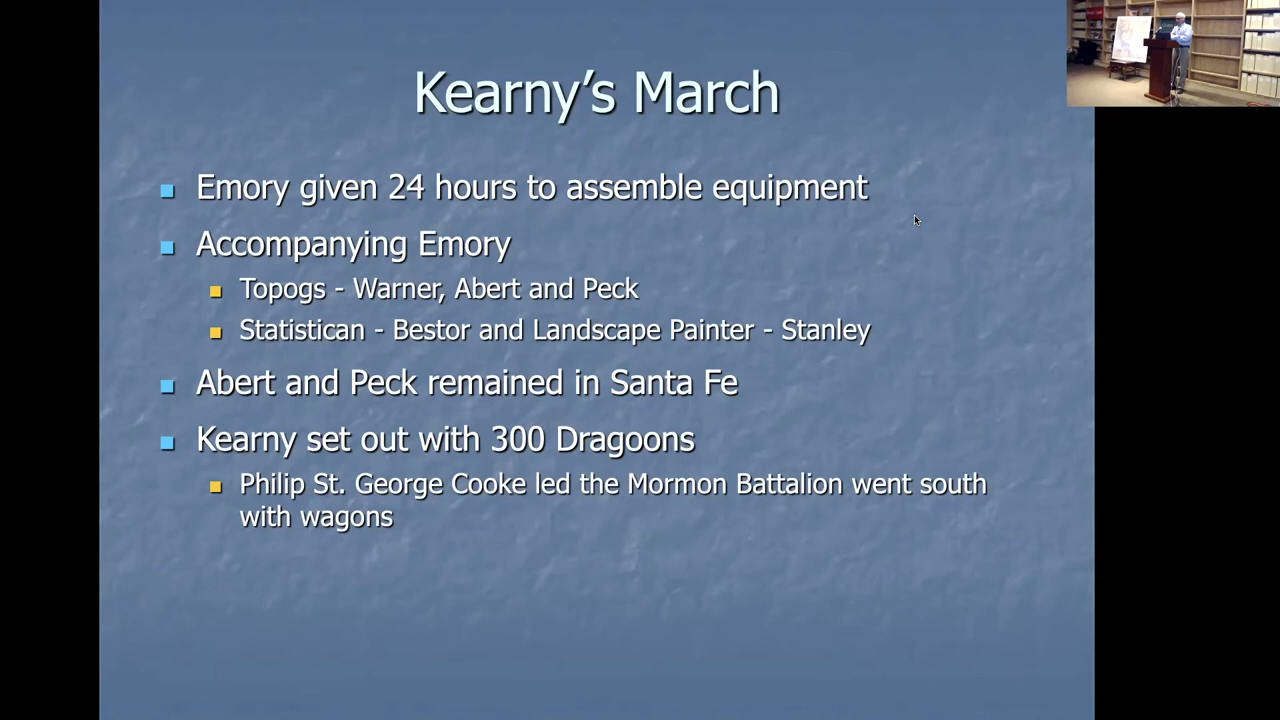 Kearny's March
Emory given 24 hours to assemble equipment
Accompanying Emory
Topogs - Warner, Abert and Peck
Statistican - Bestor and Landscape Painter - Stanley
Abert and Peck remained in Santa Fe
Kearny set out with 300 Dragoons
Philip St. George Cooke led the Mormon Battalion went south
with wagons